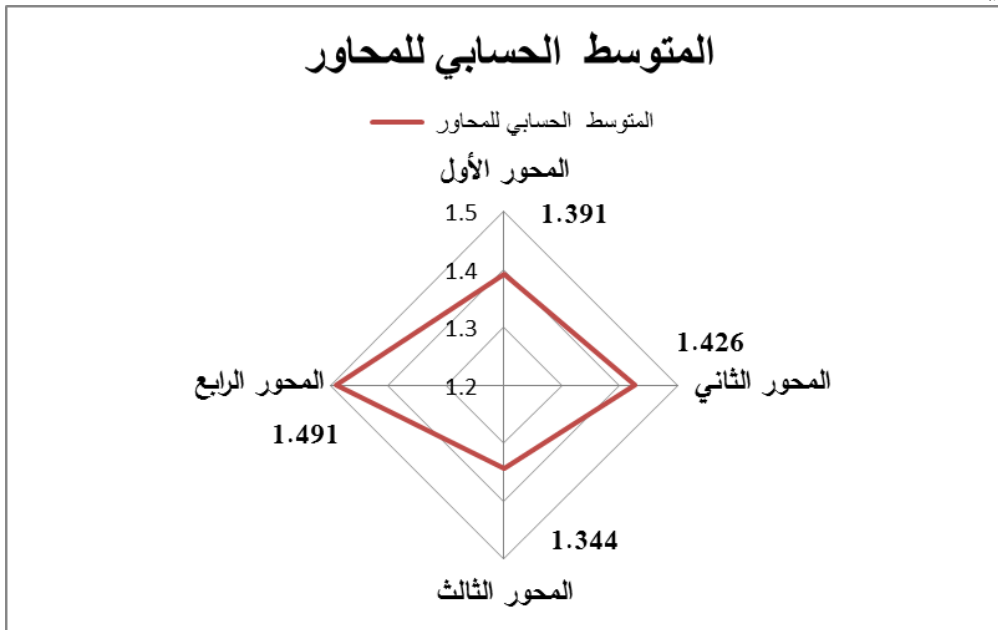 المتوسط الحسابي للمحاور
المتوسط الحسابي للمحاور
المحور الأول
1.391
1.5
1.4
1.3
1.2
1.426
المحور الثاني
المحور الرابع
1.491
1.344
المحور الثالث